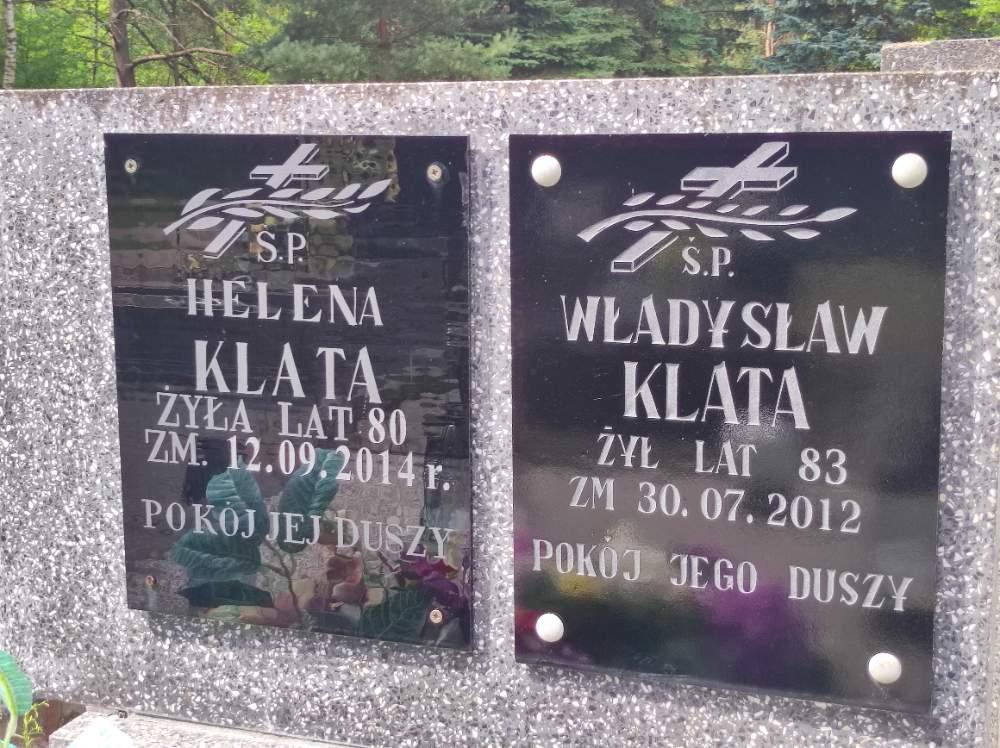 Ś.P.
HELENA
KLATA
ŻYŁA LAT 80
ZM. 12.09.2014 r.
POKÓJ JEJ DUSZY
Ś.P.
WŁADYSŁAW
KLATA
ŻYŁ LAT 83
ZM 30.07.2012
POKÓJ JEGO DUSZY